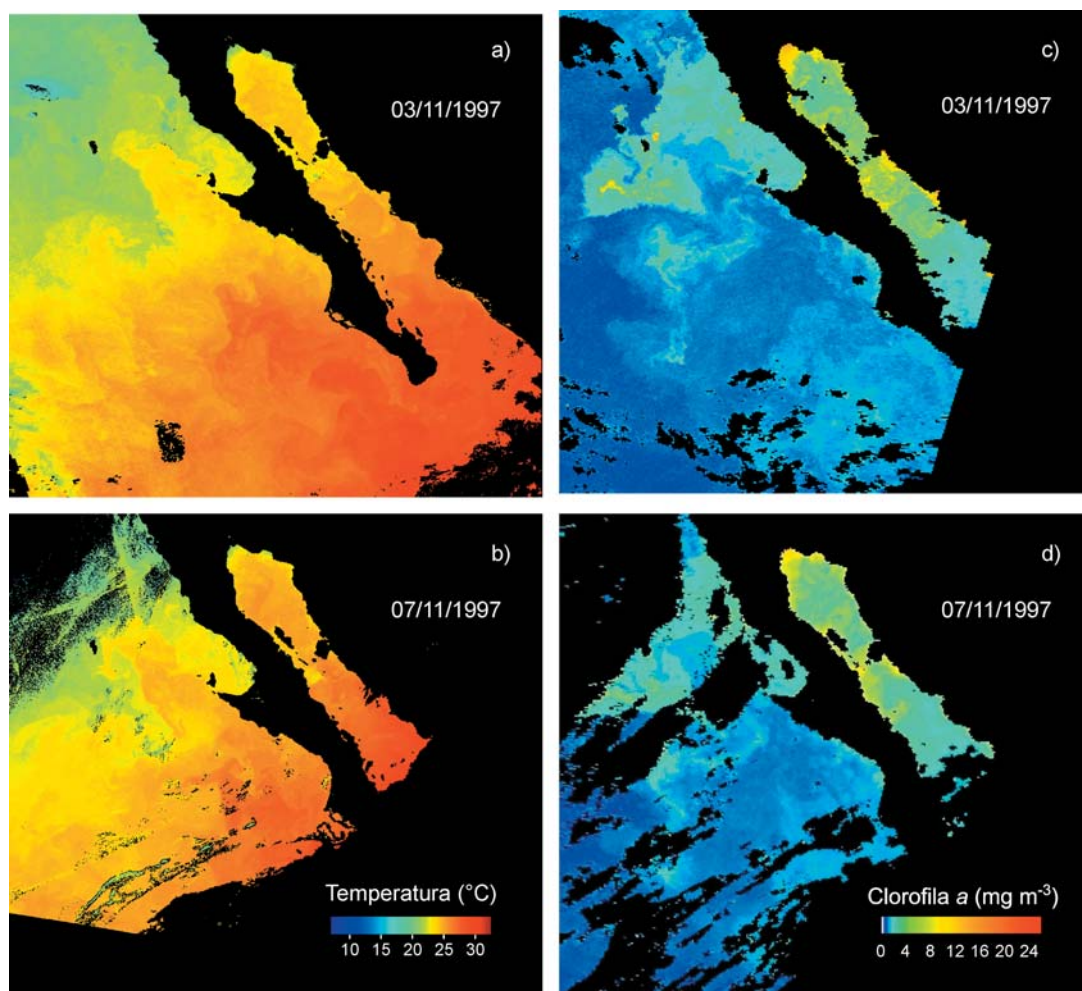 a)
03/11/1997
c)
03/11/1997
b)
07/11/1997
Temperatura (°C)
10 15 20 25 30
d)
07/11/1997
Clorofila a (mg m-3)
0 4 8 12 16 20 24